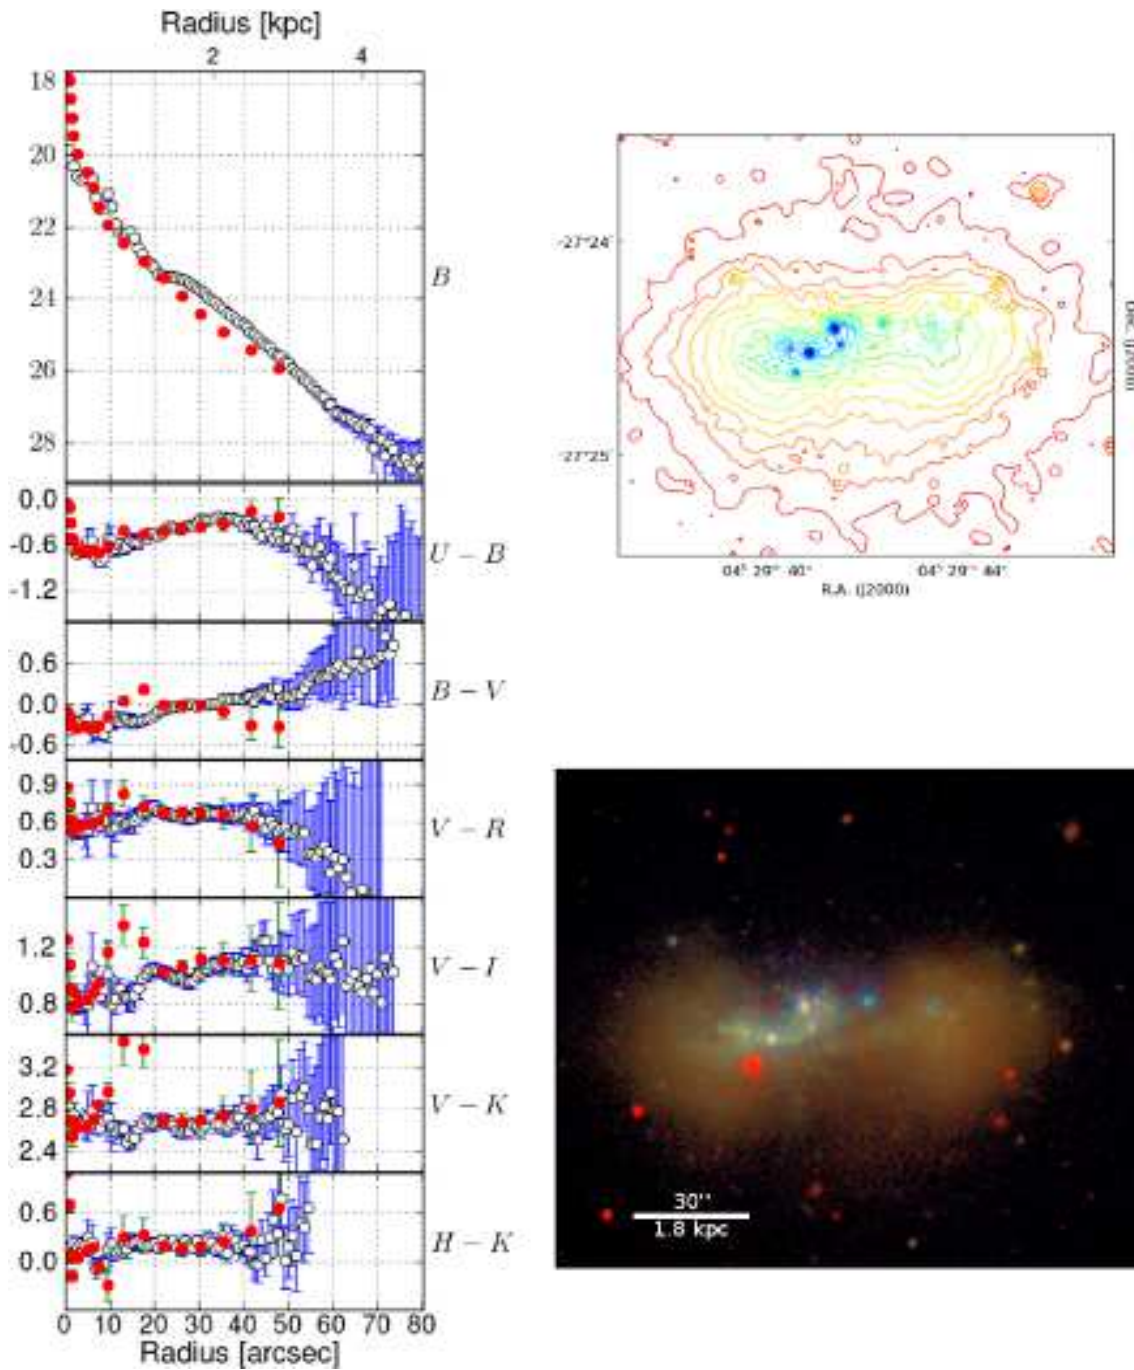 Radius [kpc]
2 4
18
20
22
24
26
28
B
0.0
-0.6
-1.2
U − B
0.6
0.0
-0.6
B − V
0.9
0.6
0.3
V − R
1.2
0.8
V − I
3.2
2.8
2.4
V − K
0.6
0.0
H − K
0 10 20 30 40 50 60 70 80
Radius [arcsec]
-27°24
-27°25
Dec. (J2000)
04ʰ 29ᵐ 40ˢ 04ʰ 29ᵐ 44ˢ
R.A. (J2000)
30"
1.8 kpc